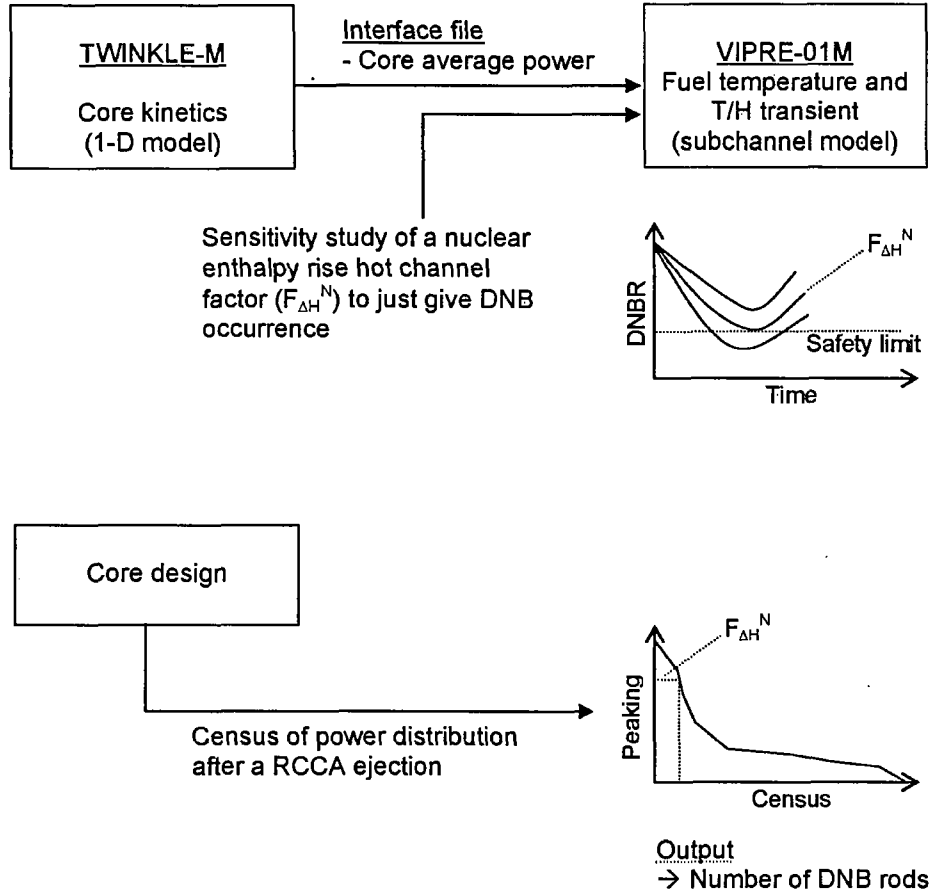 TWINKLE-M
Core kinetics
(1-D model)
Interface file
- Core average power
VIPRE-01M
Fuel temperature and
T/H transient
(subchannel model)
Sensitivity study of a nuclear
enthalpy rise hot channel
factor (FΔHN) to just give DNB
occurrence
DNBR
FΔHN
Safety limit
Time
Core design
Census of power distribution
after a RCCA ejection
Peaking
FΔHN
Census
Output
→ Number of DNB rods